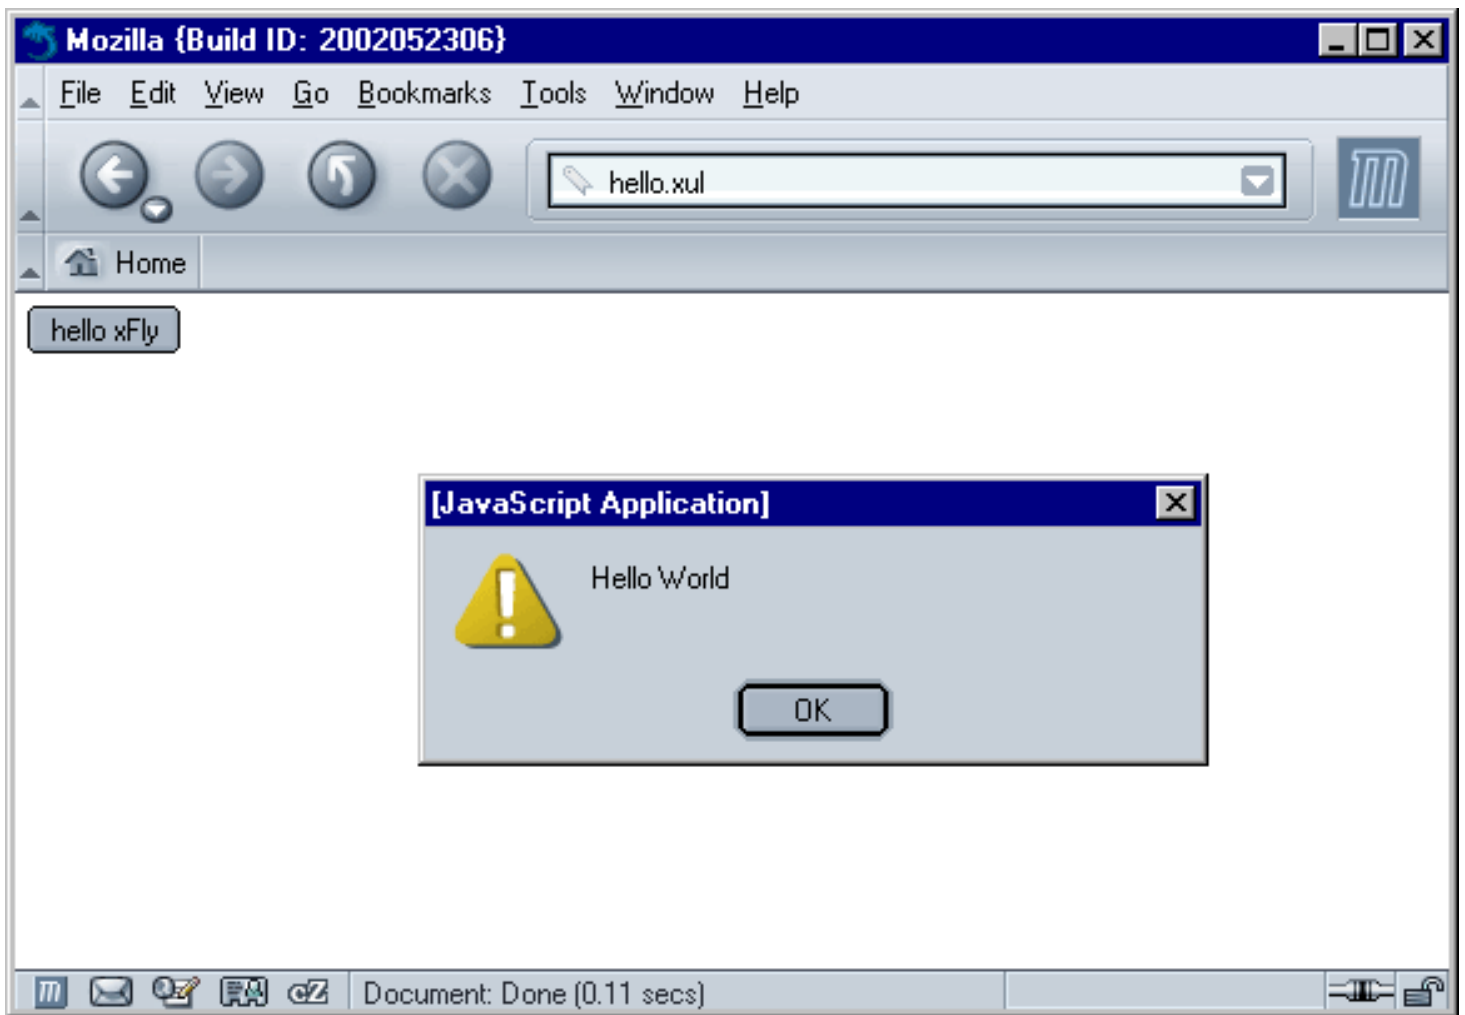 Mozilla {Build ID: 2002052306}
File Edit View Go Bookmarks Tools Window Help
hello.xul
Home
hello xFly
[JavaScript Application]
Hello World
OK
Document: Done (0.11 secs)